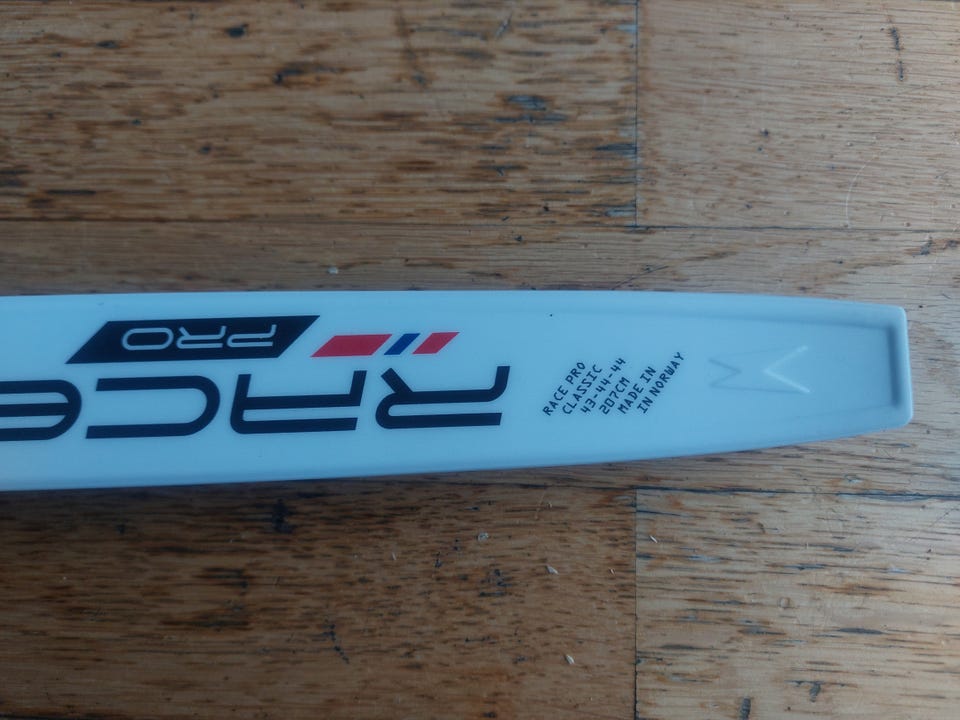 RACE
PRO
RACE PRO
CLASSIC
43-44-44
207CM
MADE IN
IN NORWAY